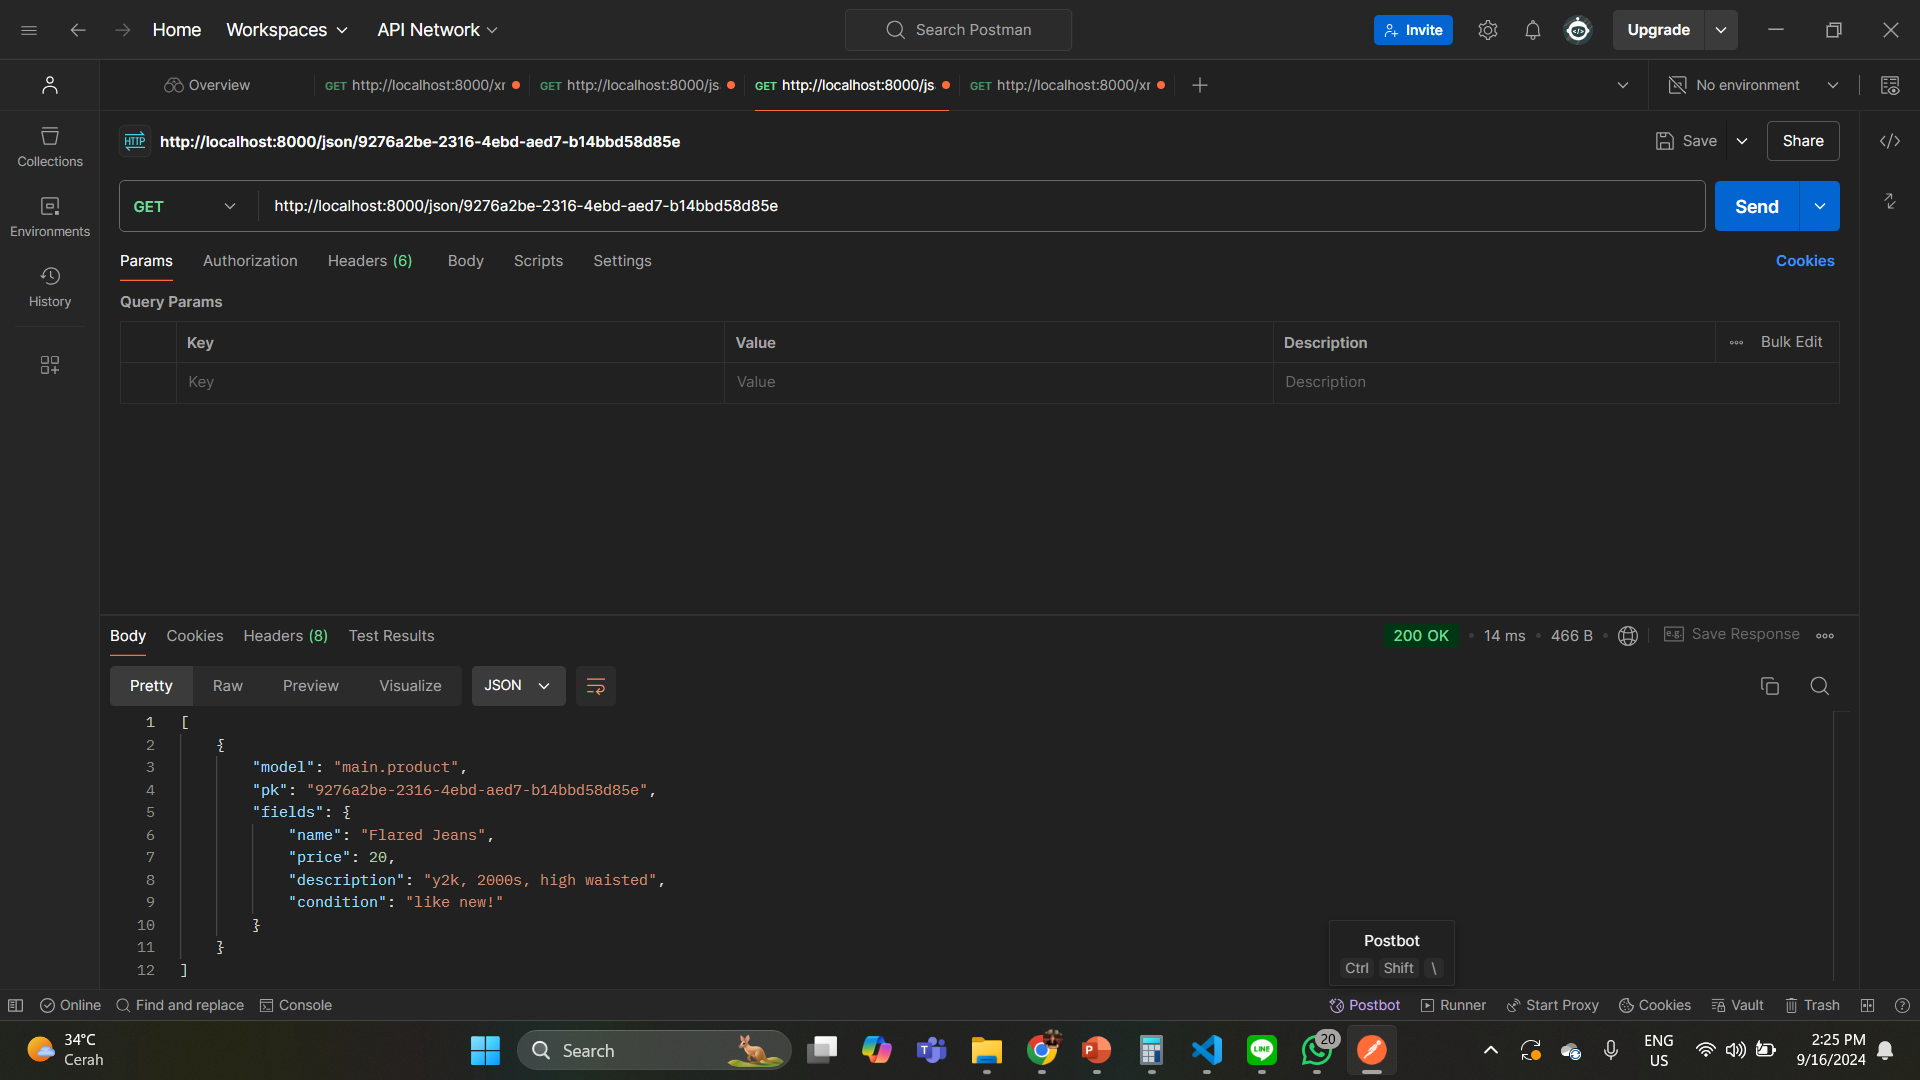 Home Workspaces API Network Search Postman Invite Upgrade
Overview GET http://localhost:8000/xr GET http://localhost:8000/js GET http://localhost:8000/js GET http://localhost:8000/xr No environment
HTTP http://localhost:8000/json/9276a2be-2316-4ebd-aed7-b14bbd58d85e Save Share
Collections
GET http://localhost:8000/json/9276a2be-2316-4ebd-aed7-b14bbd58d85e Send
Environments
Params Authorization Headers (6) Body Scripts Settings Cookies
History
Query Params
Key Value Description Bulk Edit
Key Value Description
Body Cookies Headers (8) Test Results 200 OK 14 ms 466 B e.g. Save Response
Pretty Raw Preview Visualize JSON
1 [
2 {
3 "model": "main.product",
4 "pk": "9276a2be-2316-4ebd-aed7-b14bbd58d85e",
5 "fields": {
6 "name": "Flared Jeans",
7 "price": 20,
8 "description": "y2k, 2000s, high waisted",
9 "condition": "like new!"
10 }
11 }
12 ]
Postbot
Ctrl Shift \
Online Find and replace Console Postbot Runner Start Proxy Cookies Vault Trash
34°C
Cerah
Search
LINE
20
ENG
US
2:25 PM
9/16/2024